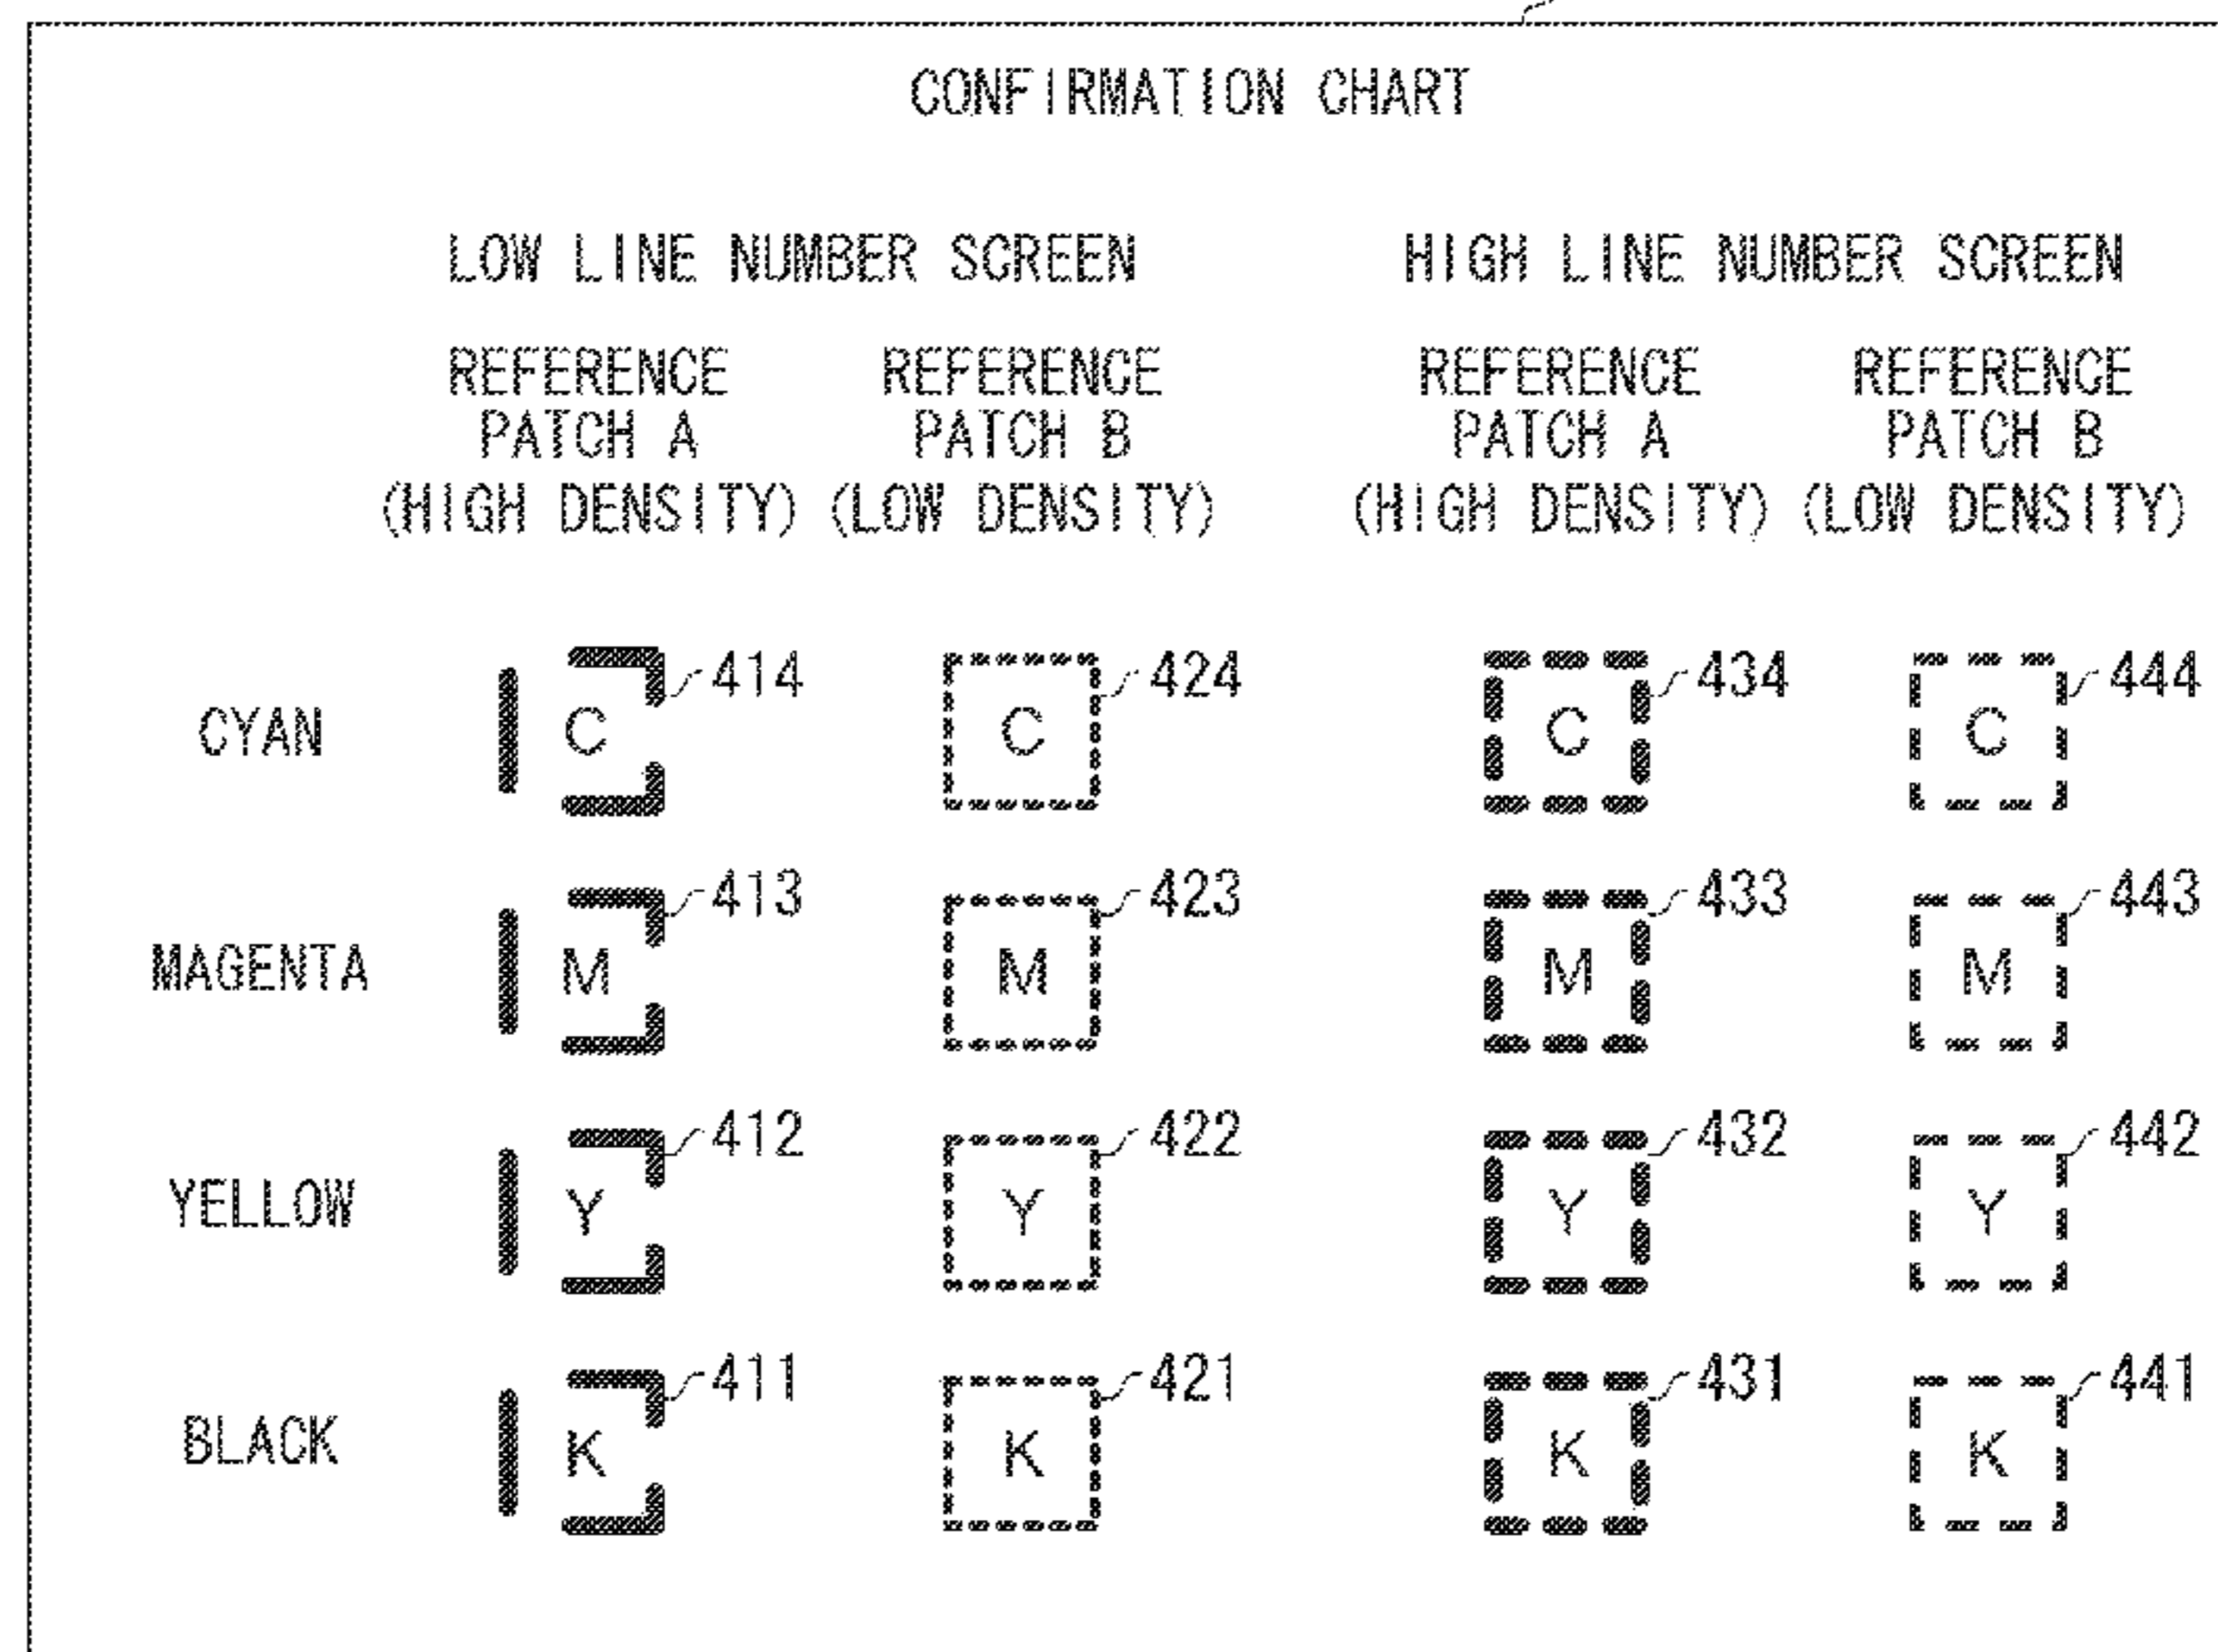 CONFIRMATION CHART
LOW LINE NUMBER SCREEN HIGH LINE NUMBER SCREEN
REFERENCE REFERENCE REFERENCE REFERENCE
PATCH A PATCH B PATCH A PATCH B
(HIGH DENSITY) (LOW DENSITY) (HIGH DENSITY) (LOW DENSITY)
CYAN C 414 C 424 C 434 C 444
MAGENTA M 413 M 423 M 433 M 443
YELLOW Y 412 Y 422 Y 432 Y 442
BLACK K 411 K 421 K 431 K 441